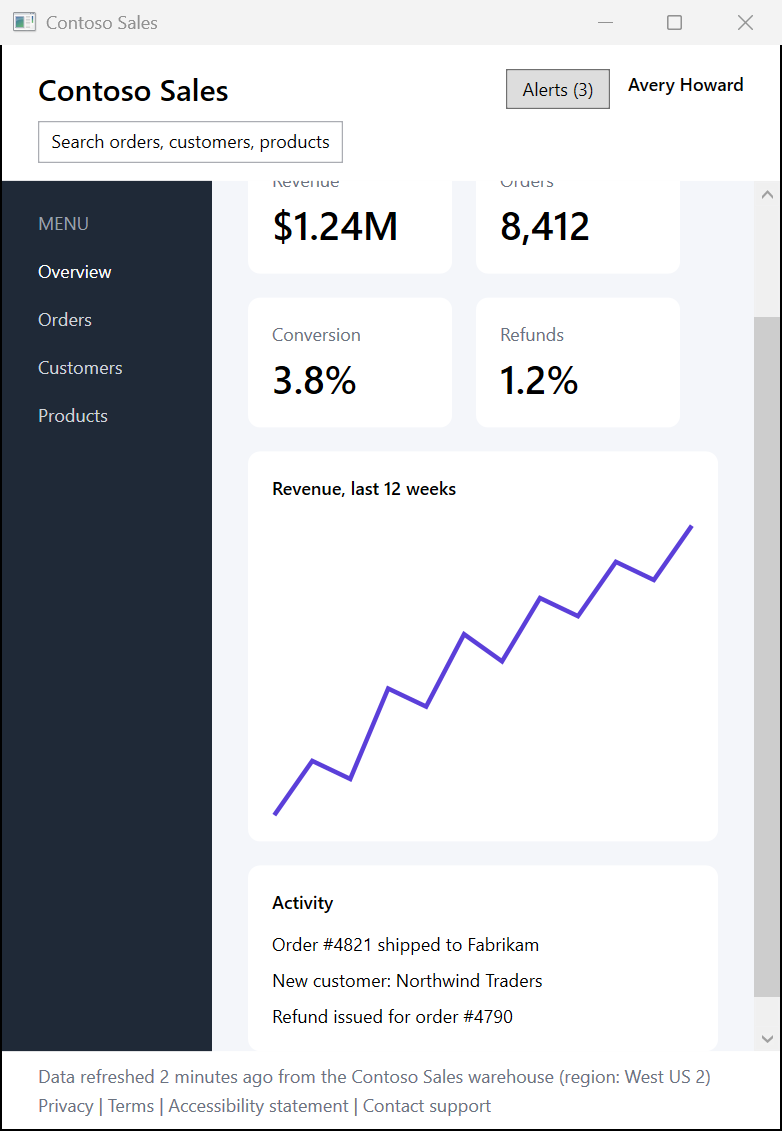 Contoso Sales
Contoso Sales
Alerts (3)
Avery Howard
Search orders, customers, products
MENU
Overview
Orders
Customers
Products
Revenue
Orders
$1.24M
8,412
Conversion
Refunds
3.8%
1.2%
Revenue, last 12 weeks
Activity
Order #4821 shipped to Fabrikam
New customer: Northwind Traders
Refund issued for order #4790
Data refreshed 2 minutes ago from the Contoso Sales warehouse (region: West US 2)
Privacy | Terms | Accessibility statement | Contact support